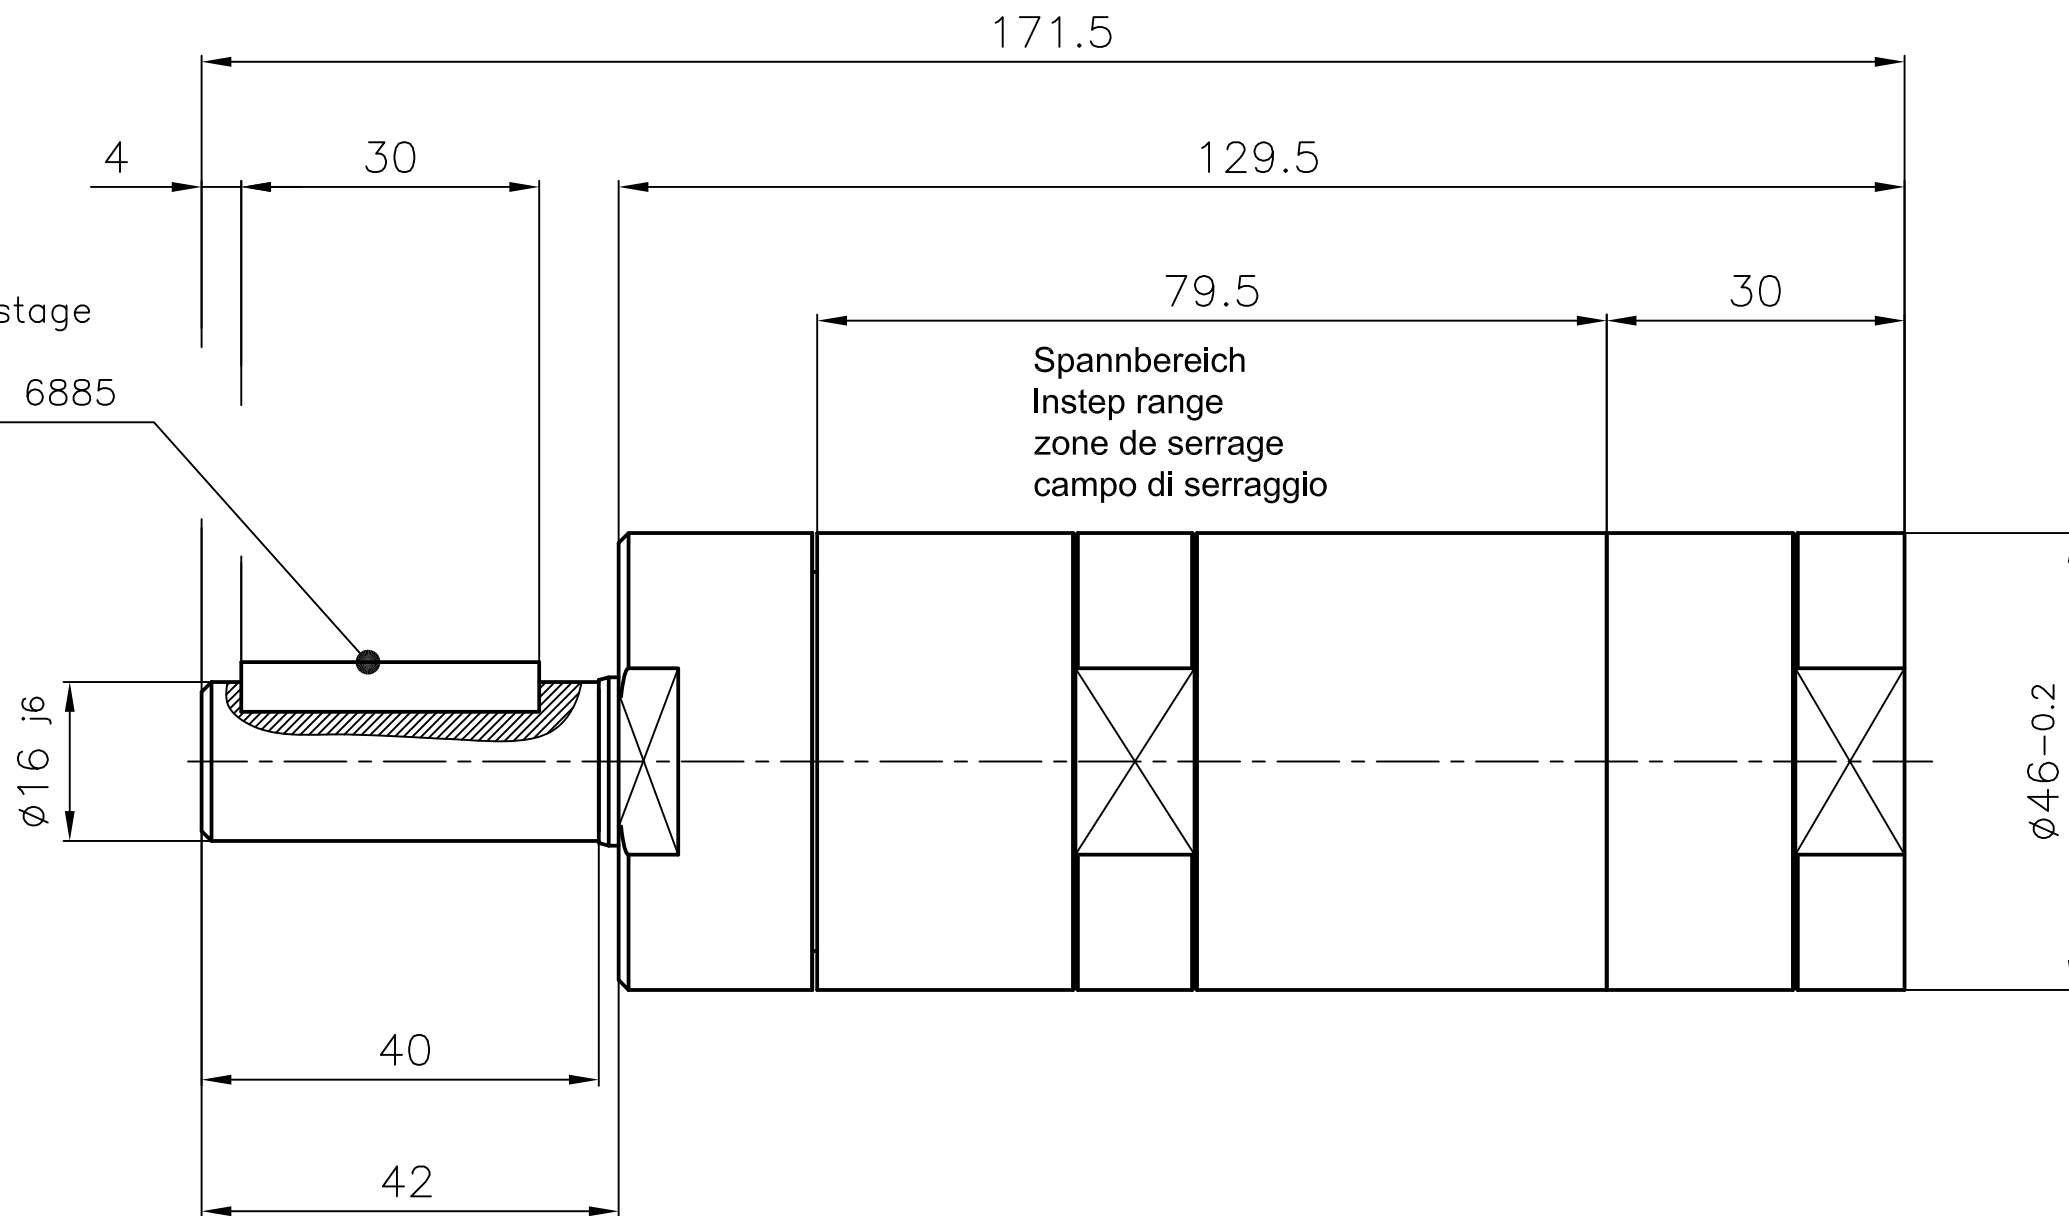 171.5
4
30
129.5
79.5
30
stage
6885
Spannbereich
Instep range
zone de serrage
campo di serraggio
ø16 j6
ø46-0.2
40
42